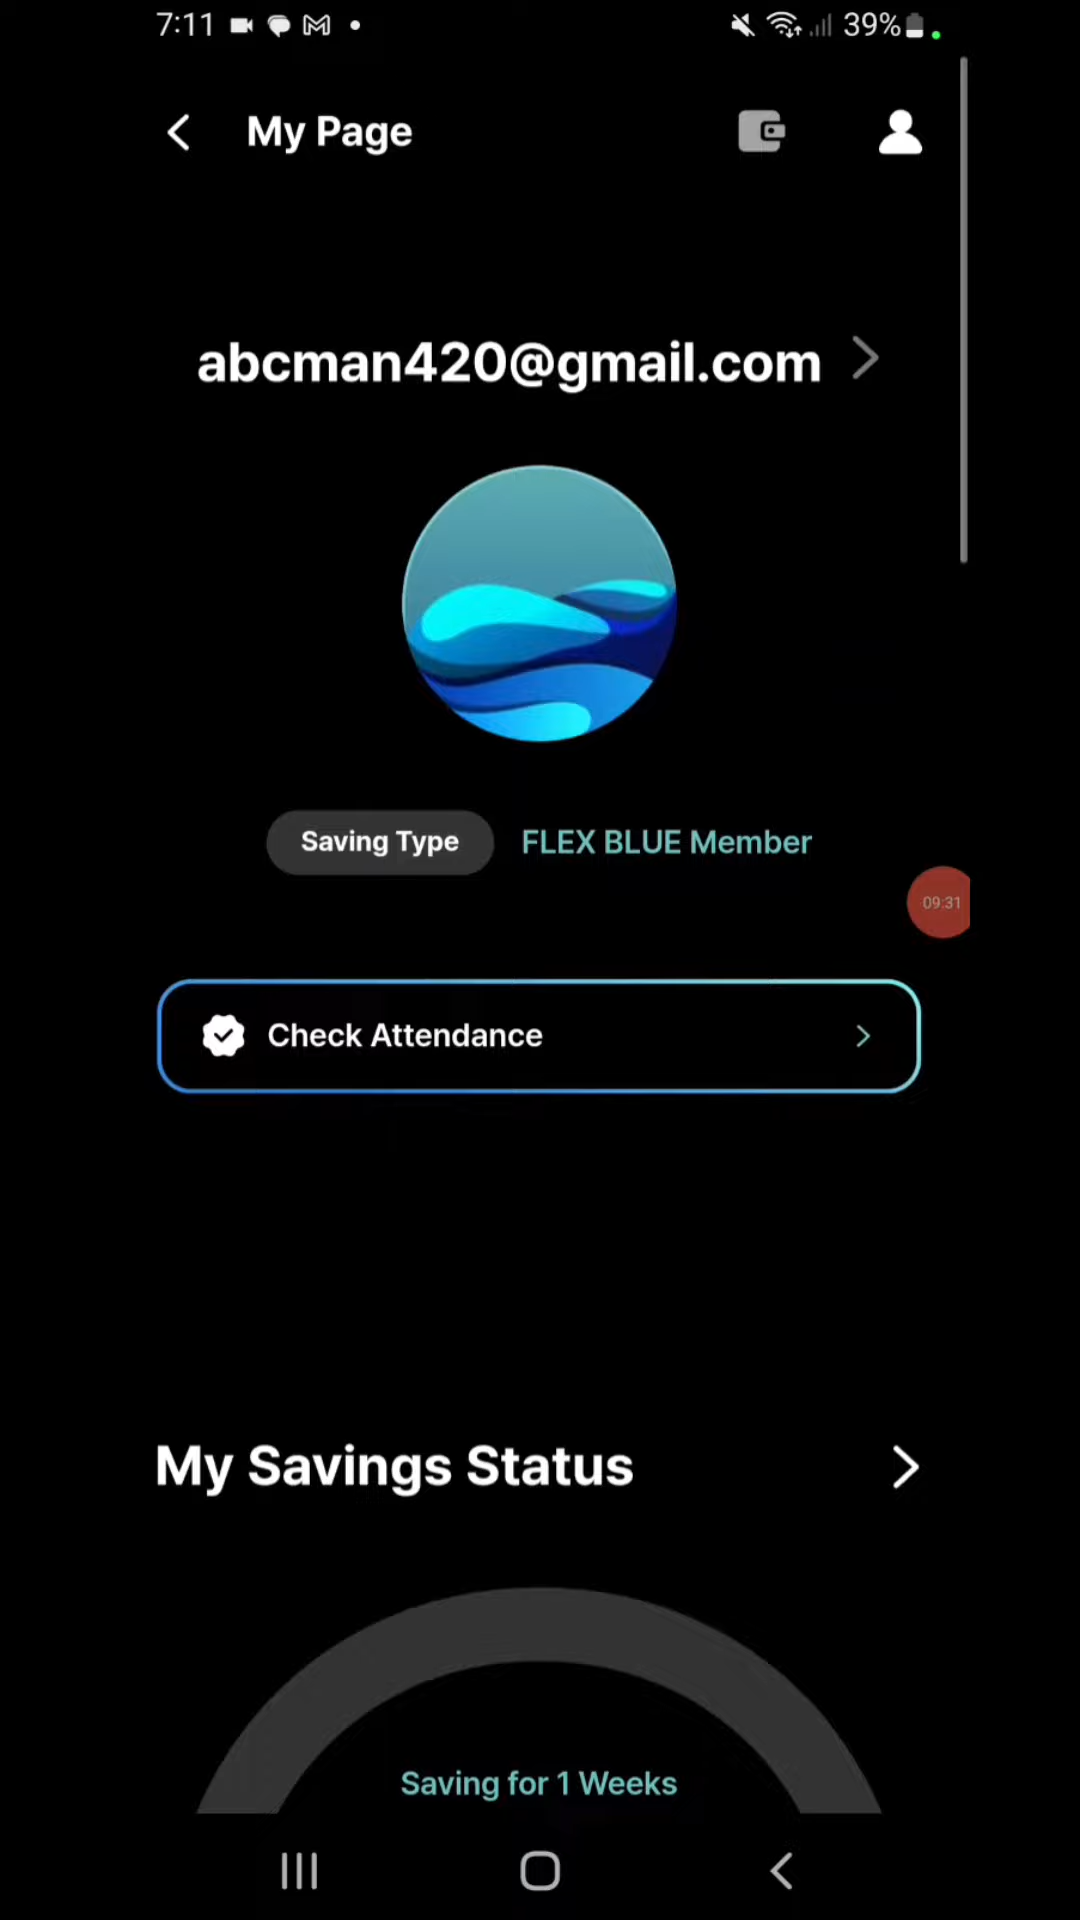 7:11
39%
My Page
abcman420@gmail.com
Saving Type
FLEX BLUE Member
09:31
Check Attendance
My Savings Status
Saving for 1 Weeks